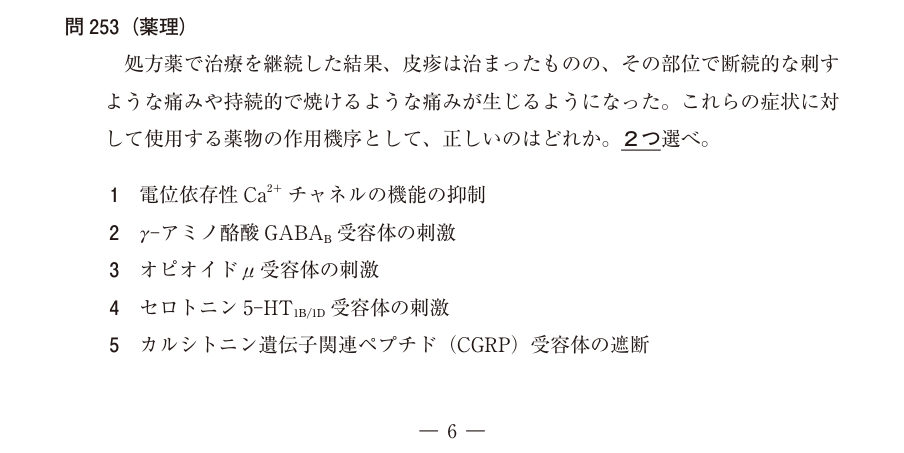 問 253（薬理）
処方薬で治療を継続した結果、皮疹は治まったものの、その部位で断続的な刺す
ような痛みや持続的で焼けるような痛みが生じるようになった。これらの症状に対
して使用する薬物の作用機序として、正しいのはどれか。２つ選べ。
1 電位依存性 Ca²⁺ チャネルの機能の抑制
2 γ−アミノ酪酸 GABA_B 受容体の刺激
3 オピオイド μ 受容体の刺激
4 セロトニン 5−HT_1B/1D 受容体の刺激
5 カルシトニン遺伝子関連ペプチド（CGRP）受容体の遮断
— 6 —